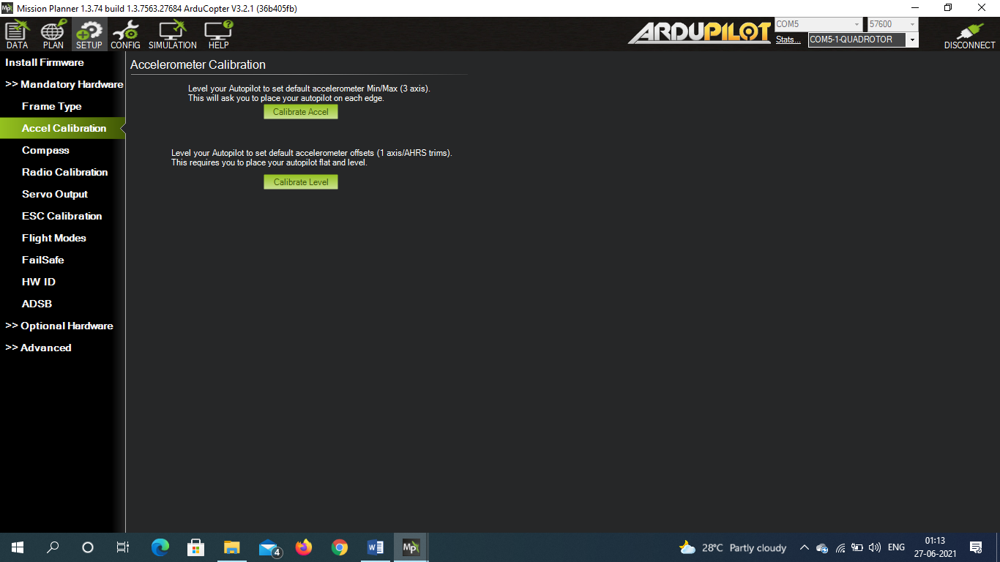 Mission Planner 1.3.74 build 1.3.7563.27684 ArduCopter V3.2.1 (36b405fb)
DATA PLAN SETUP CONFIG SIMULATION HELP
ARDUPILOT
COM5 57600
Stats... COM5-1-QUADROTOR
DISCONNECT
Install Firmware
>> Mandatory Hardware
Frame Type
Accel Calibration
Compass
Radio Calibration
Servo Output
ESC Calibration
Flight Modes
FailSafe
HW ID
ADSB
>> Optional Hardware
>> Advanced
Accelerometer Calibration
Level your Autopilot to set default accelerometer Min/Max (3 axis).
This will ask you to place your autopilot on each edge.
Calibrate Accel
Level your Autopilot to set default accelerometer offsets (1 axis/AHRS trims).
This requires you to place your autopilot flat and level.
Calibrate Level
4
W
MP
28°C Partly cloudy
ENG
01:13
27-06-2021